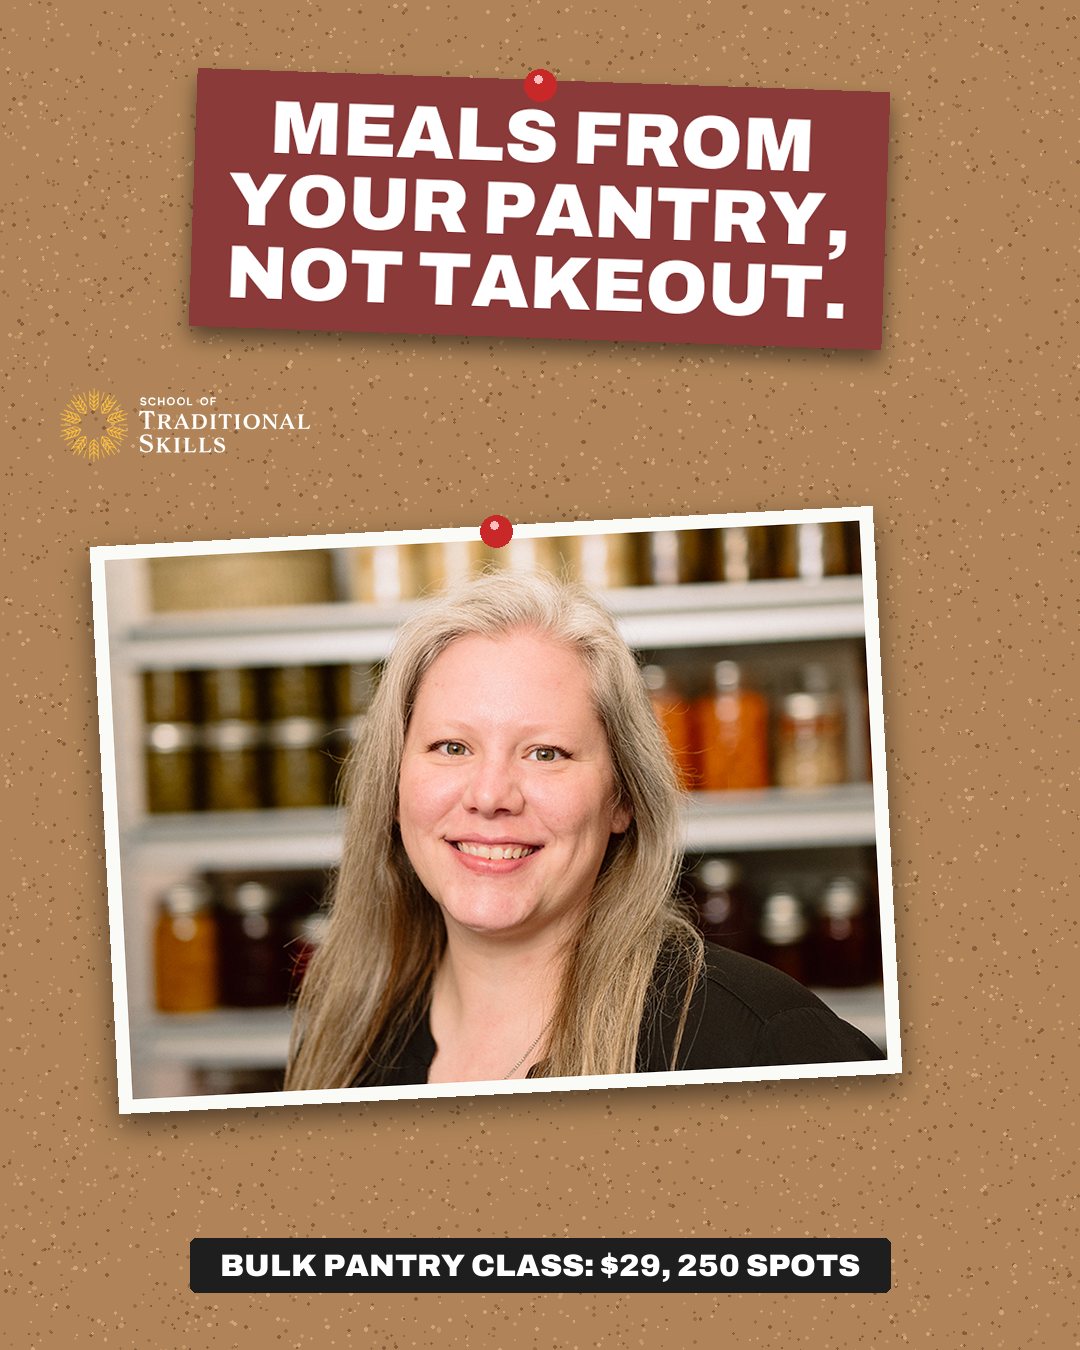 MEALS FROM
YOUR PANTRY,
NOT TAKEOUT.
SCHOOL OF
TRADITIONAL
SKILLS
BULK PANTRY CLASS: $29, 250 SPOTS